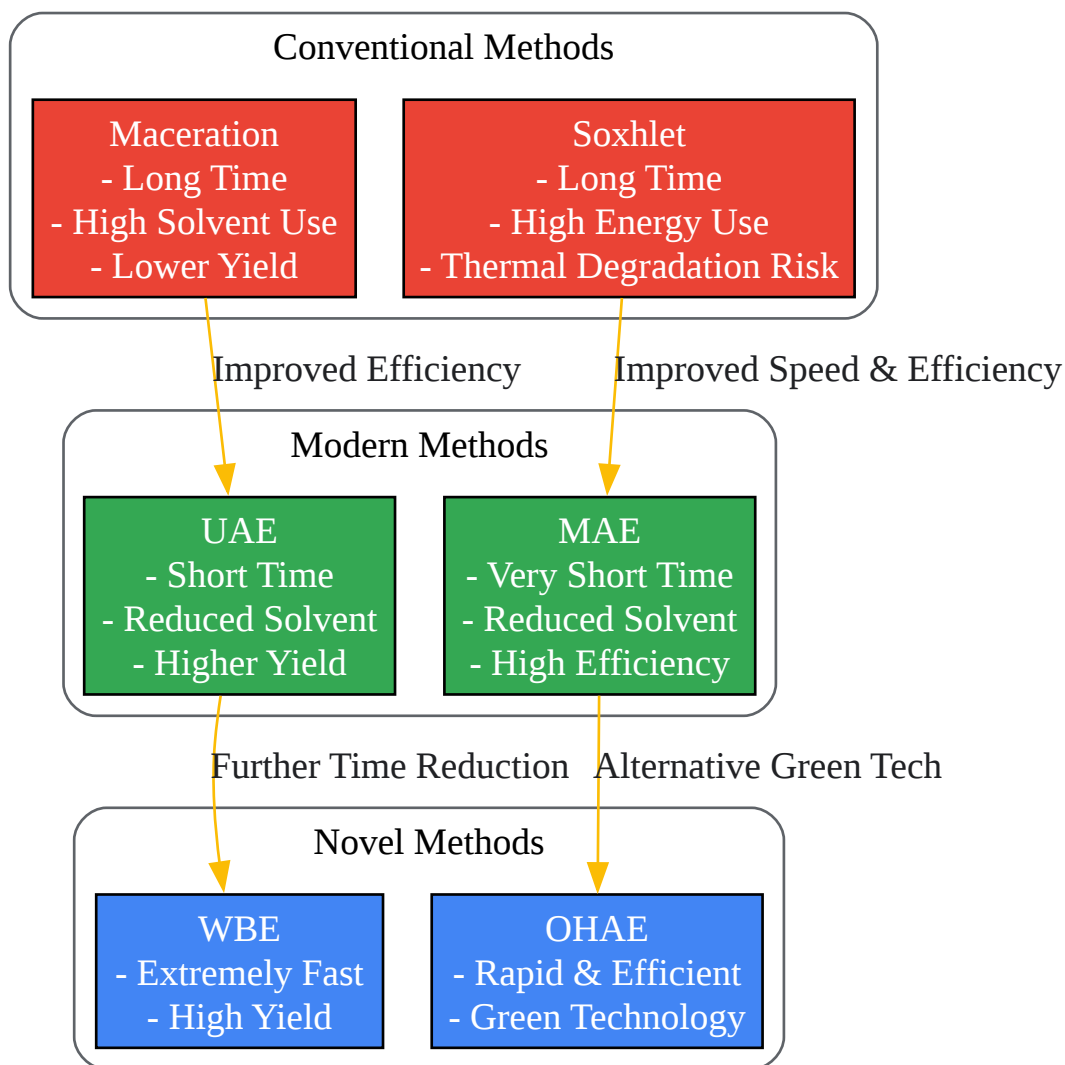 Conventional Methods
Maceration
- Long Time
- High Solvent Use
- Lower Yield
Soxhlet
- Long Time
- High Energy Use
- Thermal Degradation Risk
Improved Efficiency
Improved Speed & Efficiency
Modern Methods
UAE
- Short Time
- Reduced Solvent
- Higher Yield
MAE
- Very Short Time
- Reduced Solvent
- High Efficiency
Further Time Reduction
Alternative Green Tech
Novel Methods
WBE
- Extremely Fast
- High Yield
OHAE
- Rapid & Efficient
- Green Technology